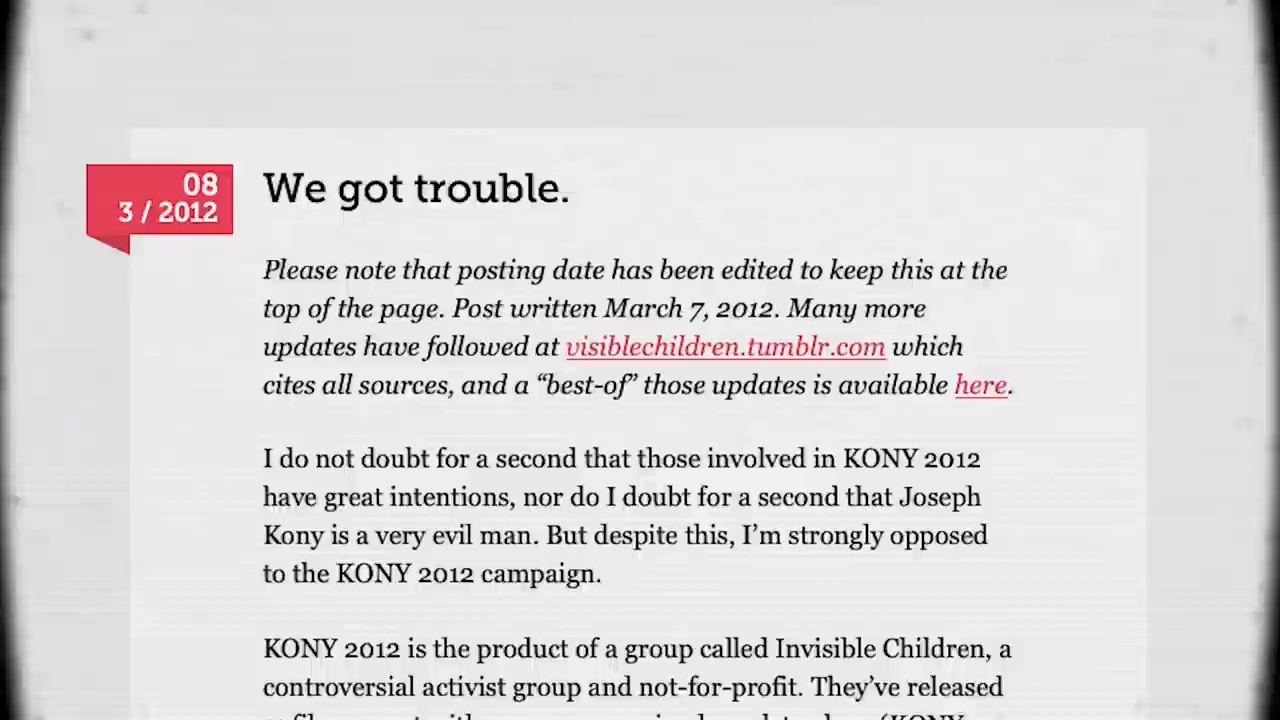 08
3 / 2012
We got trouble.
Please note that posting date has been edited to keep this at the
top of the page. Post written March 7, 2012. Many more
updates have followed at visiblechildren.tumblr.com which
cites all sources, and a “best-of” those updates is available here.
I do not doubt for a second that those involved in KONY 2012
have great intentions, nor do I doubt for a second that Joseph
Kony is a very evil man. But despite this, I’m strongly opposed
to the KONY 2012 campaign.
KONY 2012 is the product of a group called Invisible Children, a
controversial activist group and not-for-profit. They’ve released